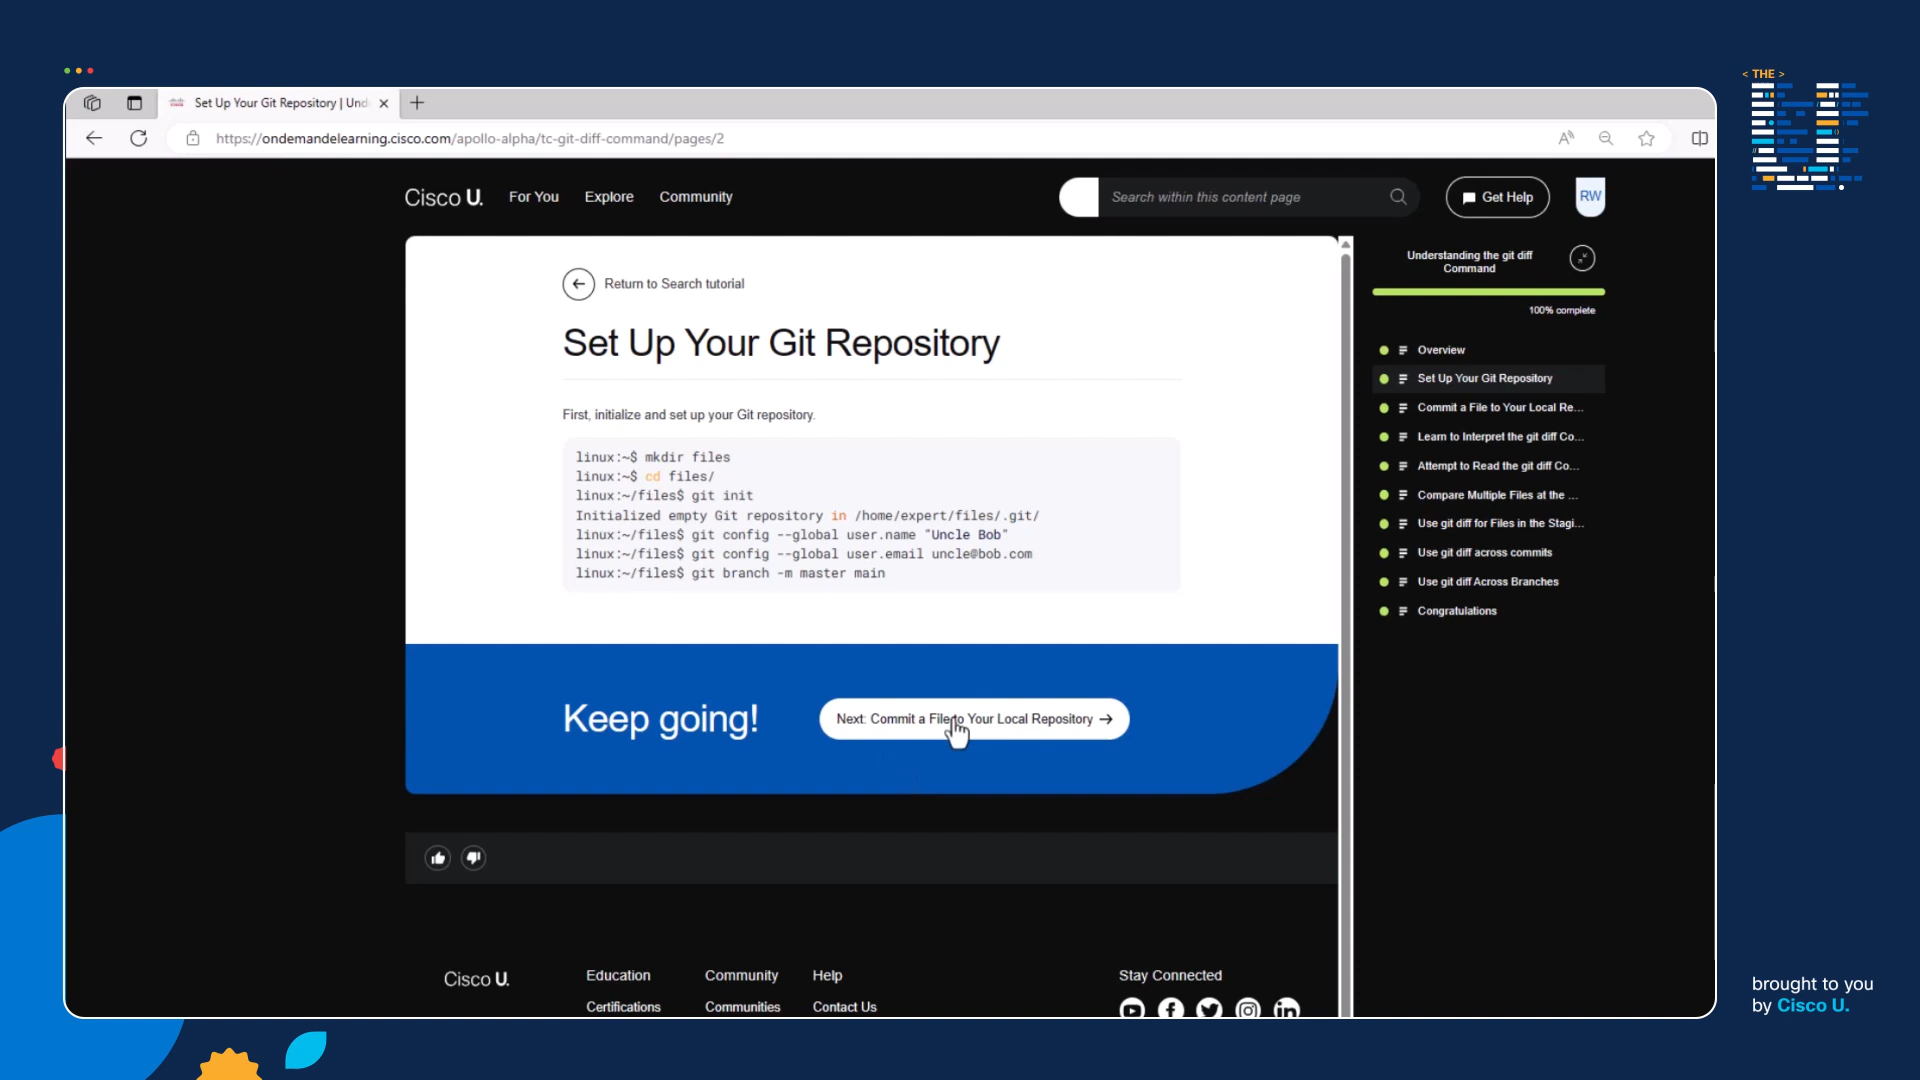 < THE >
Set Up Your Git Repository | Und
https://ondemandelearning.cisco.com/apollo-alpha/tc-git-diff-command/pages/2
Cisco U.
For You
Explore
Community
Search within this content page
Get Help
RW
Return to Search tutorial
Set Up Your Git Repository
First, initialize and set up your Git repository.
linux:~$ mkdir files
linux:~$ cd files/
linux:~/files$ git init
Initialized empty Git repository in /home/expert/files/.git/
linux:~/files$ git config --global user.name "Uncle Bob"
linux:~/files$ git config --global user.email uncle@bob.com
linux:~/files$ git branch -m master main
Keep going!
Next: Commit a File to Your Local Repository →
Understanding the git diff
Command
100% complete
Overview
Set Up Your Git Repository
Commit a File to Your Local Re...
Learn to Interpret the git diff Co...
Attempt to Read the git diff Co...
Compare Multiple Files at the ...
Use git diff for Files in the Stagi...
Use git diff across commits
Use git diff Across Branches
Congratulations
Cisco U.
Education
Certifications
Community
Communities
Help
Contact Us
Stay Connected
brought to you
by Cisco U.